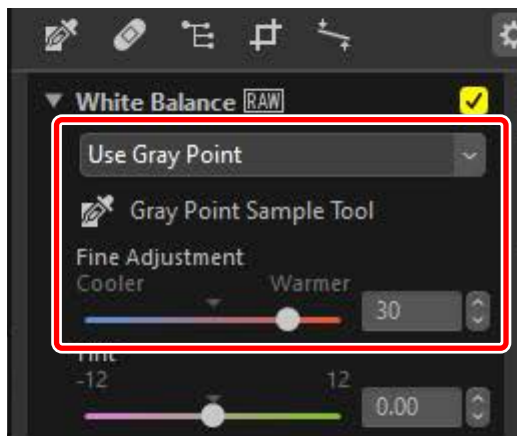 White Balance RAW
Use Gray Point
Gray Point Sample Tool
Fine Adjustment
Cooler Warmer
30
Tint
-12 12
0.00